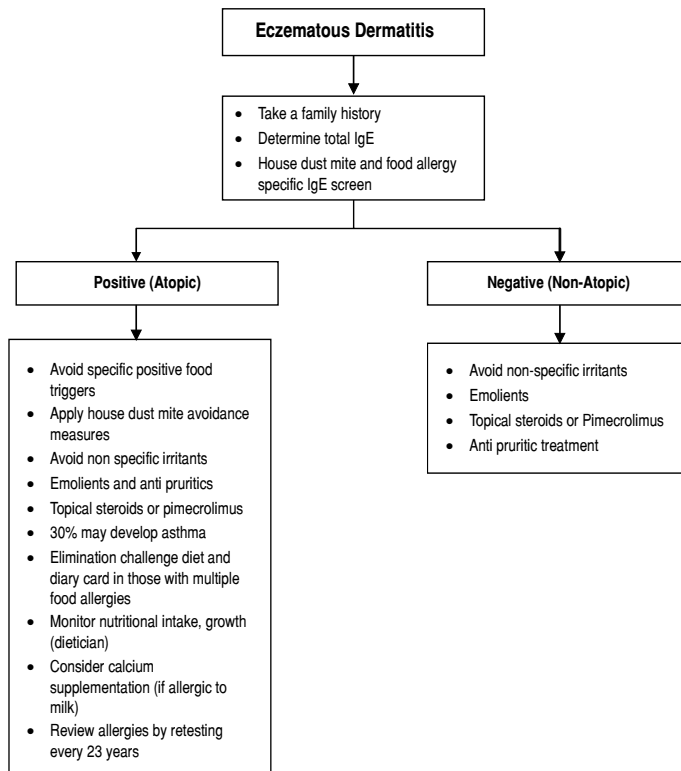 Eczematous Dermatitis
• Take a family history
• Determine total IgE
• House dust mite and food allergy
specific IgE screen
Positive (Atopic)
Negative (Non-Atopic)
• Avoid specific positive food
triggers
• Apply house dust mite avoidance
measures
• Avoid non specific irritants
• Emolients and anti pruritics
• Topical steroids or pimecrolimus
• 30% may develop asthma
• Elimination challenge diet and
diary card in those with multiple
food allergies
• Monitor nutritional intake, growth
(dietician)
• Consider calcium
supplementation (if allergic to
milk)
• Review allergies by retesting
every 23 years
• Avoid non-specific irritants
• Emolients
• Topical steroids or Pimecrolimus
• Anti pruritic treatment